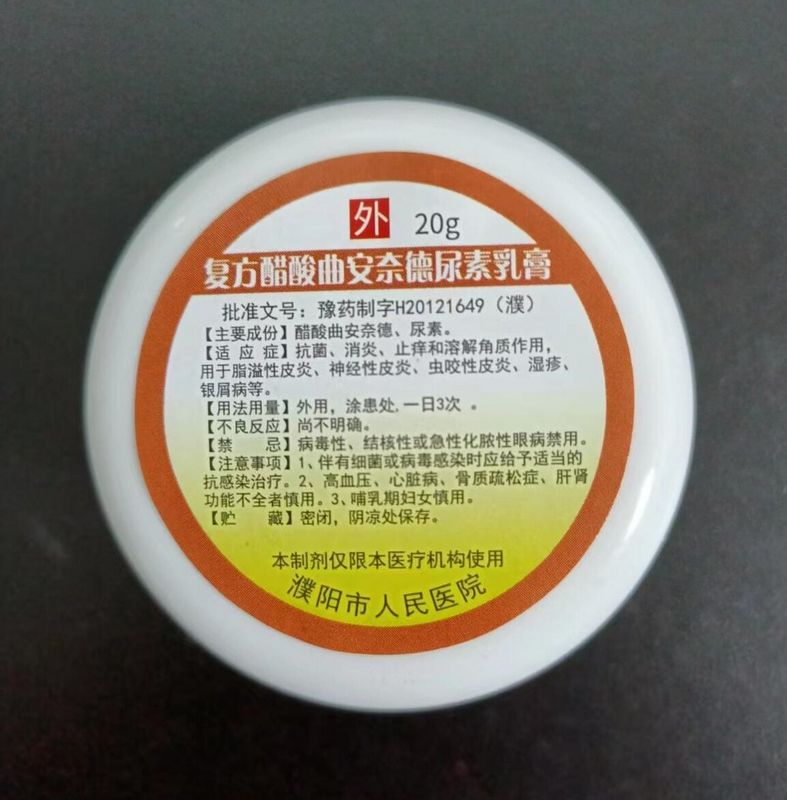 外 20g
复方醋酸曲安奈德尿素乳膏
批准文号：豫药制字H20121649（濮）
【主要成份】醋酸曲安奈德、尿素。
【适 应 症】抗菌、消炎、止痒和溶解角质作用，
用于脂溢性皮炎、神经性皮炎、虫咬性皮炎、湿疹、
银屑病等。
【用法用量】外用，涂患处,一日3次 。
【不良反应】尚不明确。
【禁 忌】病毒性、结核性或急性化脓性眼病禁用。
【注意事项】1、伴有细菌或病毒感染时应给予适当的
抗感染治疗。2、高血压、心脏病、骨质疏松症、肝肾
功能不全者慎用。3、哺乳期妇女慎用。
【贮 藏】密闭，阴凉处保存。
本制剂仅限本医疗机构使用
濮阳市人民医院